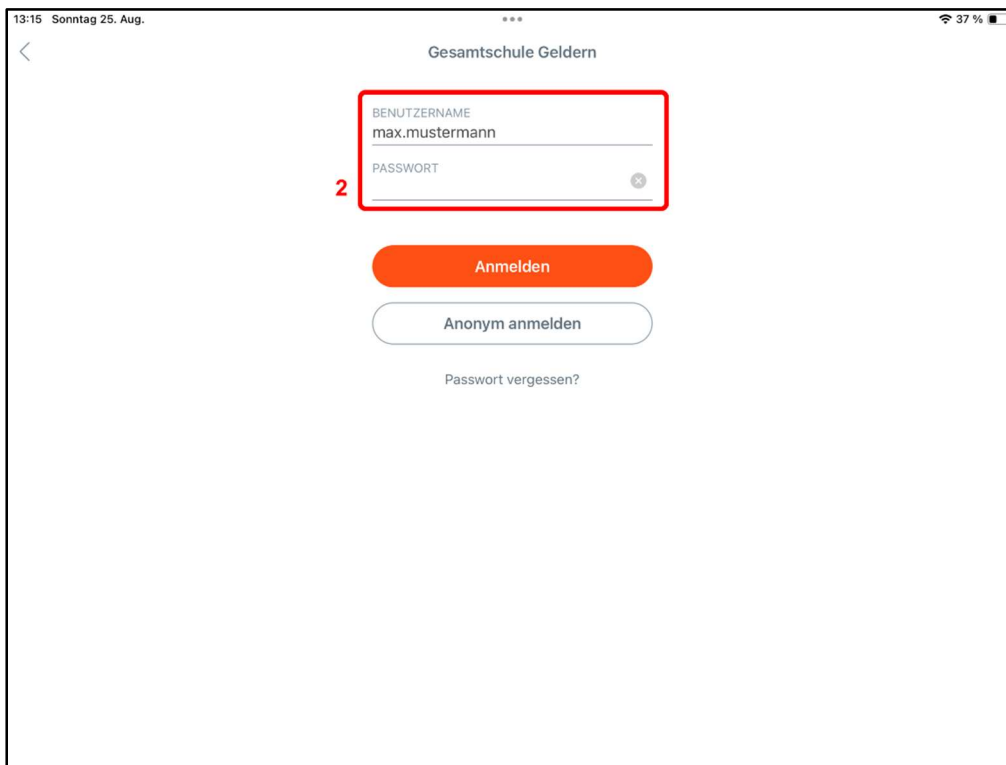 13:15 Sonntag 25. Aug.
37 %
Gesamtschule Geldern
BENUTZERNAME
max.mustermann
PASSWORT
2
Anmelden
Anonym anmelden
Passwort vergessen?